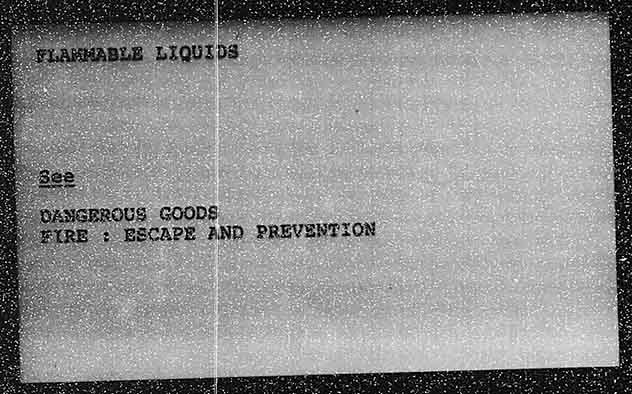 FLAMMABLE LIQUIDS
See
DANGEROUS GOODS
FIRE : ESCAPE AND PREVENTION